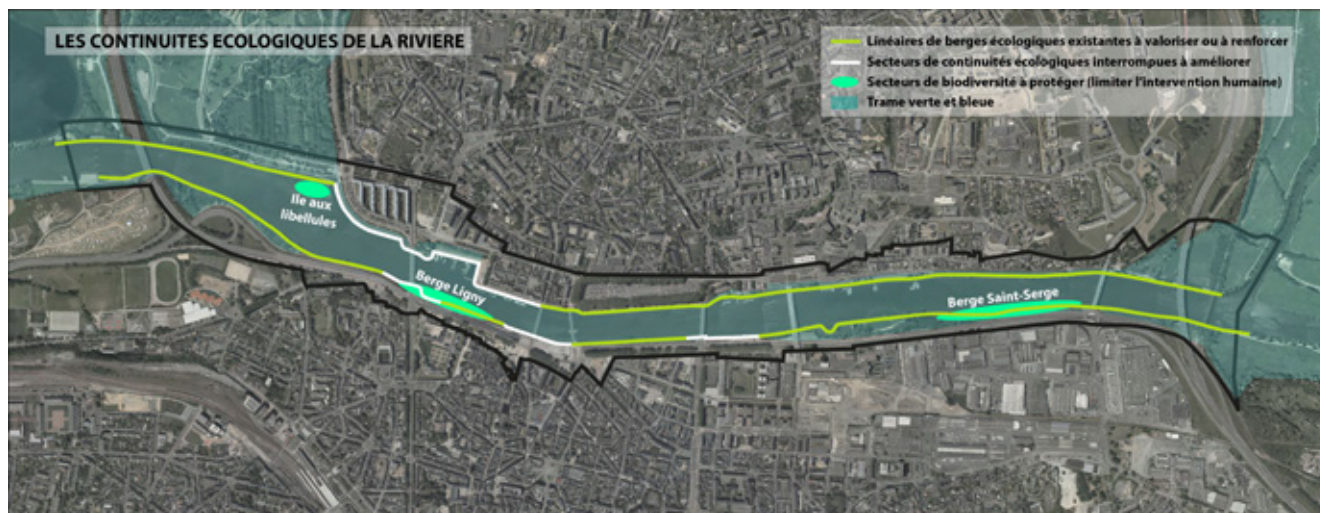 LES CONTINUITES ECOLOGIQUES DE LA RIVIERE
Linéaires de berges écologiques existantes à valoriser ou à renforcer
Secteurs de continuités écologiques interrompues à améliorer
Secteurs de biodiversité à protéger (limiter l'intervention humaine)
Trame verte et bleue
Ile aux
libellules
Berge Ligny
Berge Saint-Serge